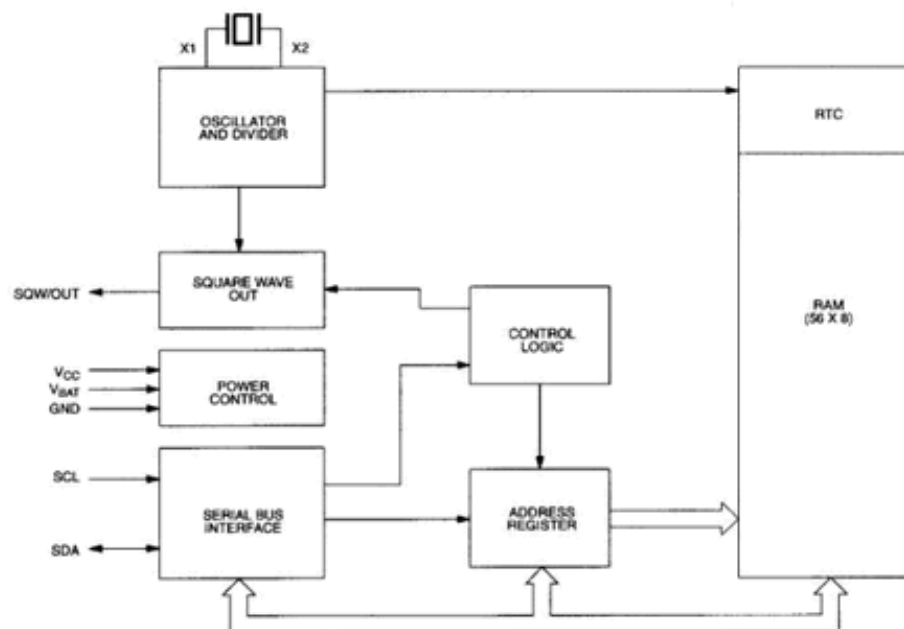 X1
X2
OSCILLATOR
AND DIVIDER
RTC
SQUARE WAVE
OUT
SQW/OUT
RAM
(56 X 8)
CONTROL
LOGIC
VCC
VBAT
GND
POWER
CONTROL
SCL
SERIAL BUS
INTERFACE
ADDRESS
REGISTER
SDA